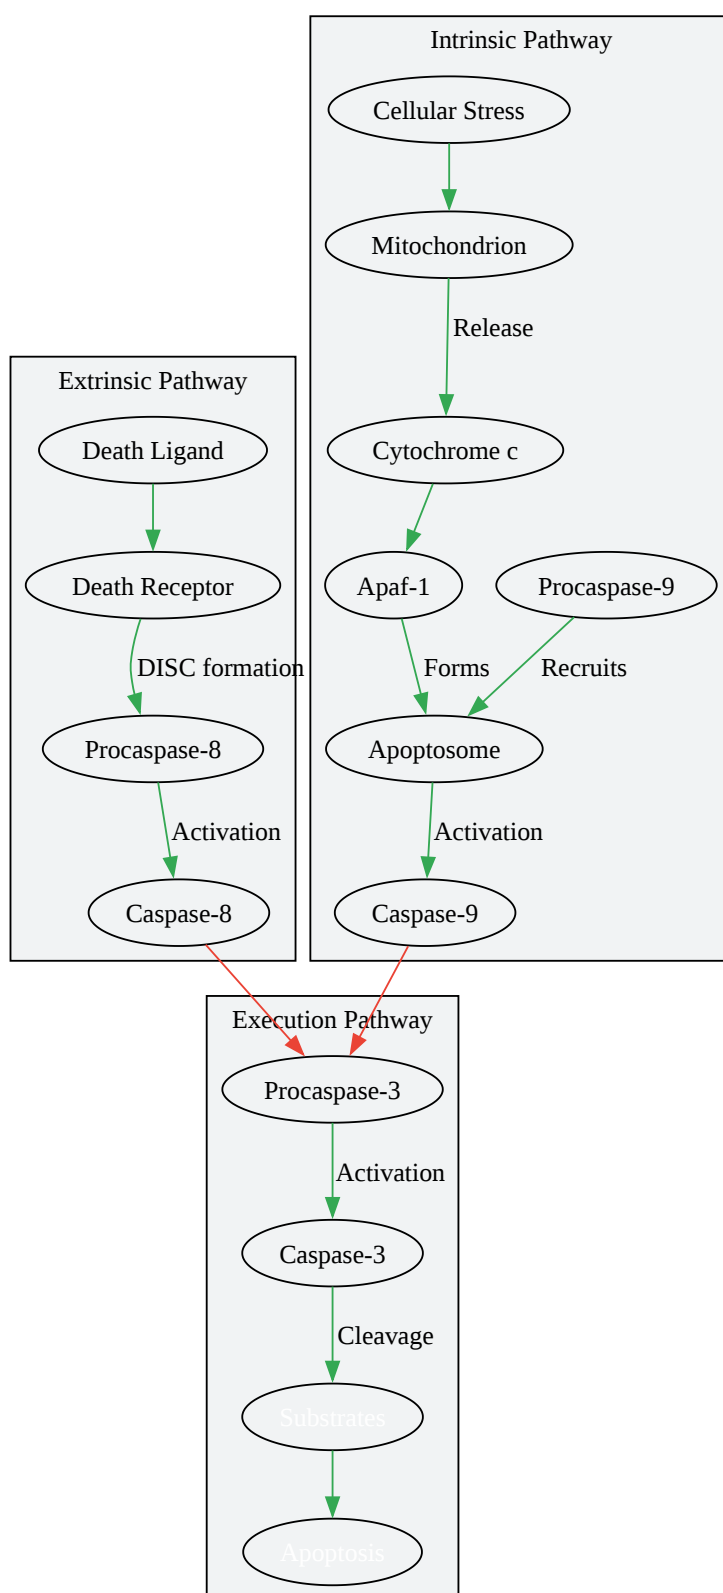 Intrinsic Pathway
Cellular Stress
Mitochondrion
Release
Extrinsic Pathway
Death Ligand
Cytochrome c
Death Receptor
Apaf-1
Procaspase-9
DISC formation
Forms
Recruits
Procaspase-8
Apoptosome
Activation
Activation
Caspase-8
Caspase-9
Execution Pathway
Procaspase-3
Activation
Caspase-3
Cleavage
Substrates
Apoptosis